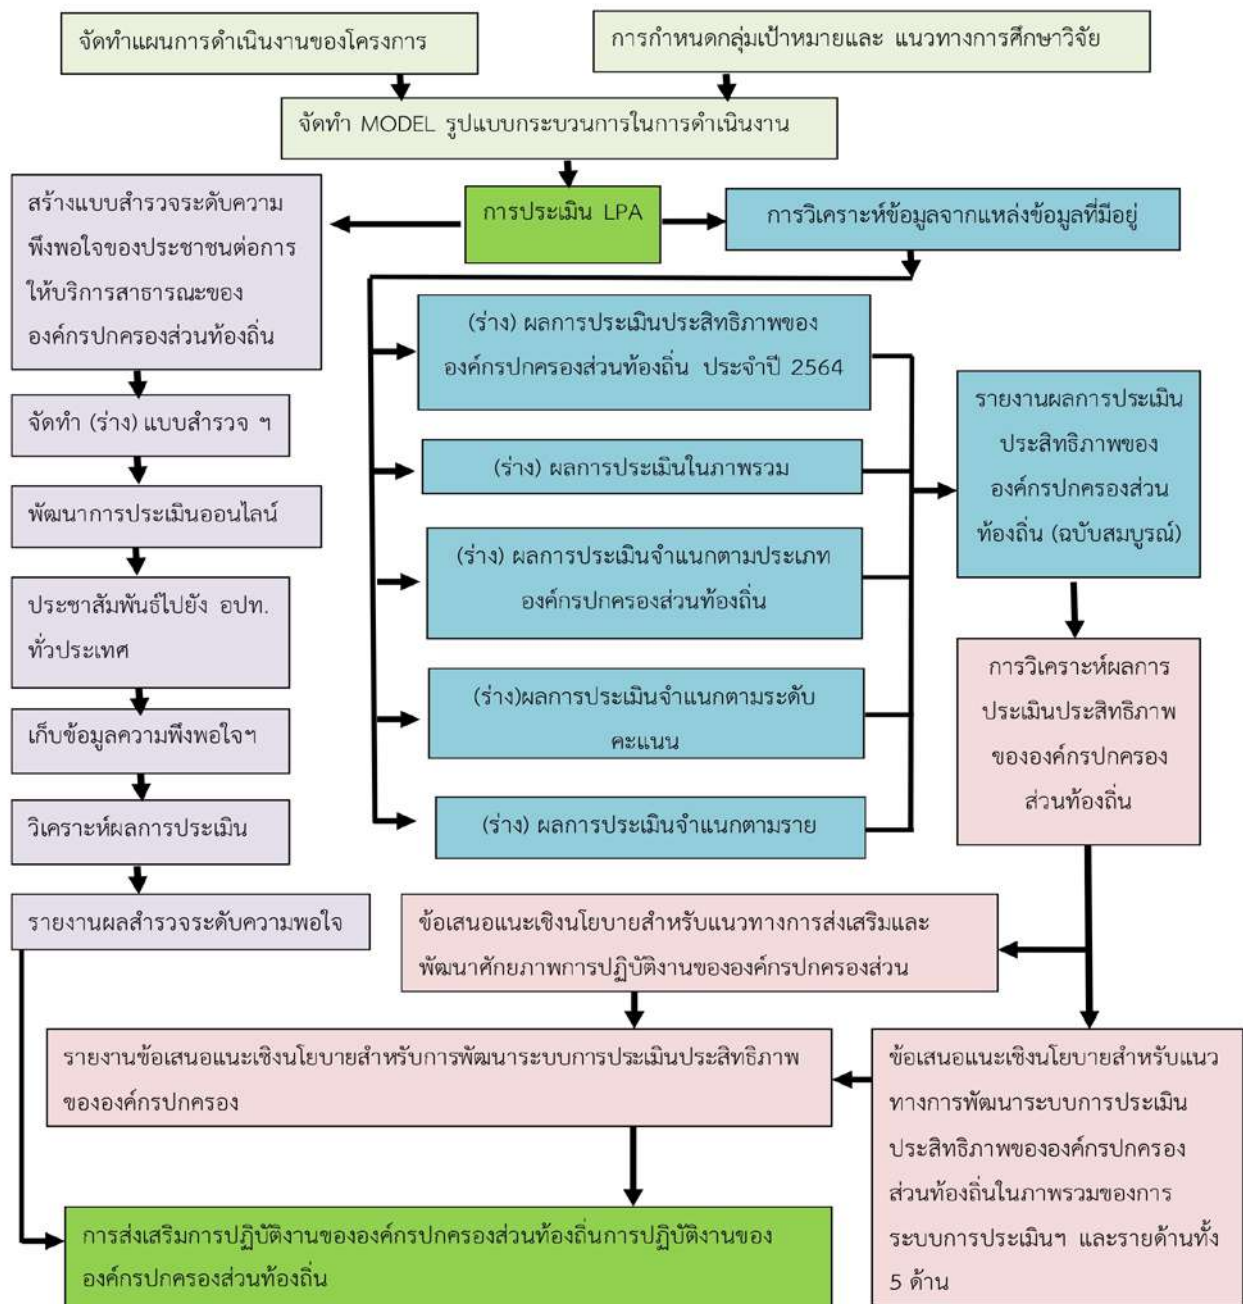 จัดทำแผนการดำเนินงานของโครงการ
การกำหนดกลุ่มเป้าหมายและ แนวทางการศึกษาวิจัย
จัดทำ MODEL รูปแบบกระบวนการในการดำเนินงาน
การประเมิน LPA
สร้างแบบสำรวจระดับความ
พึงพอใจของประชาชนต่อการ
ให้บริการสาธารณะของ
องค์กรปกครองส่วนท้องถิ่น
จัดทำ (ร่าง) แบบสำรวจ ฯ
พัฒนาการประเมินออนไลน์
ประชาสัมพันธ์ไปยัง อปท.
ทั่วประเทศ
เก็บข้อมูลความพึงพอใจฯ
วิเคราะห์ผลการประเมิน
รายงานผลสำรวจระดับความพอใจ
การวิเคราะห์ข้อมูลจากแหล่งข้อมูลที่มีอยู่
(ร่าง) ผลการประเมินประสิทธิภาพของ
องค์กรปกครองส่วนท้องถิ่น ประจำปี 2564
(ร่าง) ผลการประเมินในภาพรวม
(ร่าง) ผลการประเมินจำแนกตามประเภท
องค์กรปกครองส่วนท้องถิ่น
(ร่าง)ผลการประเมินจำแนกตามระดับ
คะแนน
(ร่าง) ผลการประเมินจำแนกตามราย
รายงานผลการประเมิน
ประสิทธิภาพของ
องค์กรปกครองส่วน
ท้องถิ่น (ฉบับสมบูรณ์)
การวิเคราะห์ผลการ
ประเมินประสิทธิภาพ
ขององค์กรปกครอง
ส่วนท้องถิ่น
ข้อเสนอแนะเชิงนโยบายสำหรับแนวทางการส่งเสริมและ
พัฒนาศักยภาพการปฏิบัติงานขององค์กรปกครองส่วน
รายงานข้อเสนอแนะเชิงนโยบายสำหรับการพัฒนาระบบการประเมินประสิทธิภาพ
ขององค์กรปกครอง
ข้อเสนอแนะเชิงนโยบายสำหรับแนว
ทางการพัฒนาระบบการประเมิน
ประสิทธิภาพขององค์กรปกครอง
ส่วนท้องถิ่นในภาพรวมของการ
ระบบการประเมินฯ และรายด้านทั้ง
5 ด้าน
การส่งเสริมการปฏิบัติงานขององค์กรปกครองส่วนท้องถิ่นการปฏิบัติงานของ
องค์กรปกครองส่วนท้องถิ่น